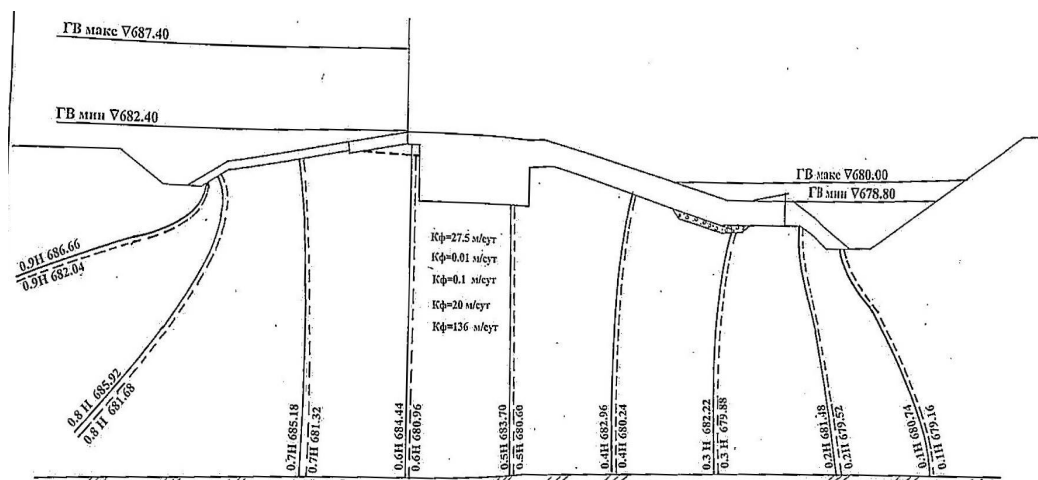 ГВ макс ∇687.40
ГВ мин ∇682.40
ГВ макс ∇680.00
ГВ мин ∇678.80
Кф=27.5 м/сут
Кф=0.01 м/сут
Кф=0.1 м/сут
Кф=20 м/сут
Кф=136 м/сут
0.9Н 686.66
0.9Н 682.04
0.8 Н 685.92
0.8 Н 681.68
0.7Н 685.18
0.7Н 681.32
0.6Н 684.44
0.6Н 680.96
0.5Н 683.70
0.5Н 680.60
0.4Н 682.96
0.4Н 680.24
0.3 Н 682.22
0.3 Н 679.88
0.2Н 681.48
0.2Н 679.52
0.1Н 680.74
0.1Н 679.16